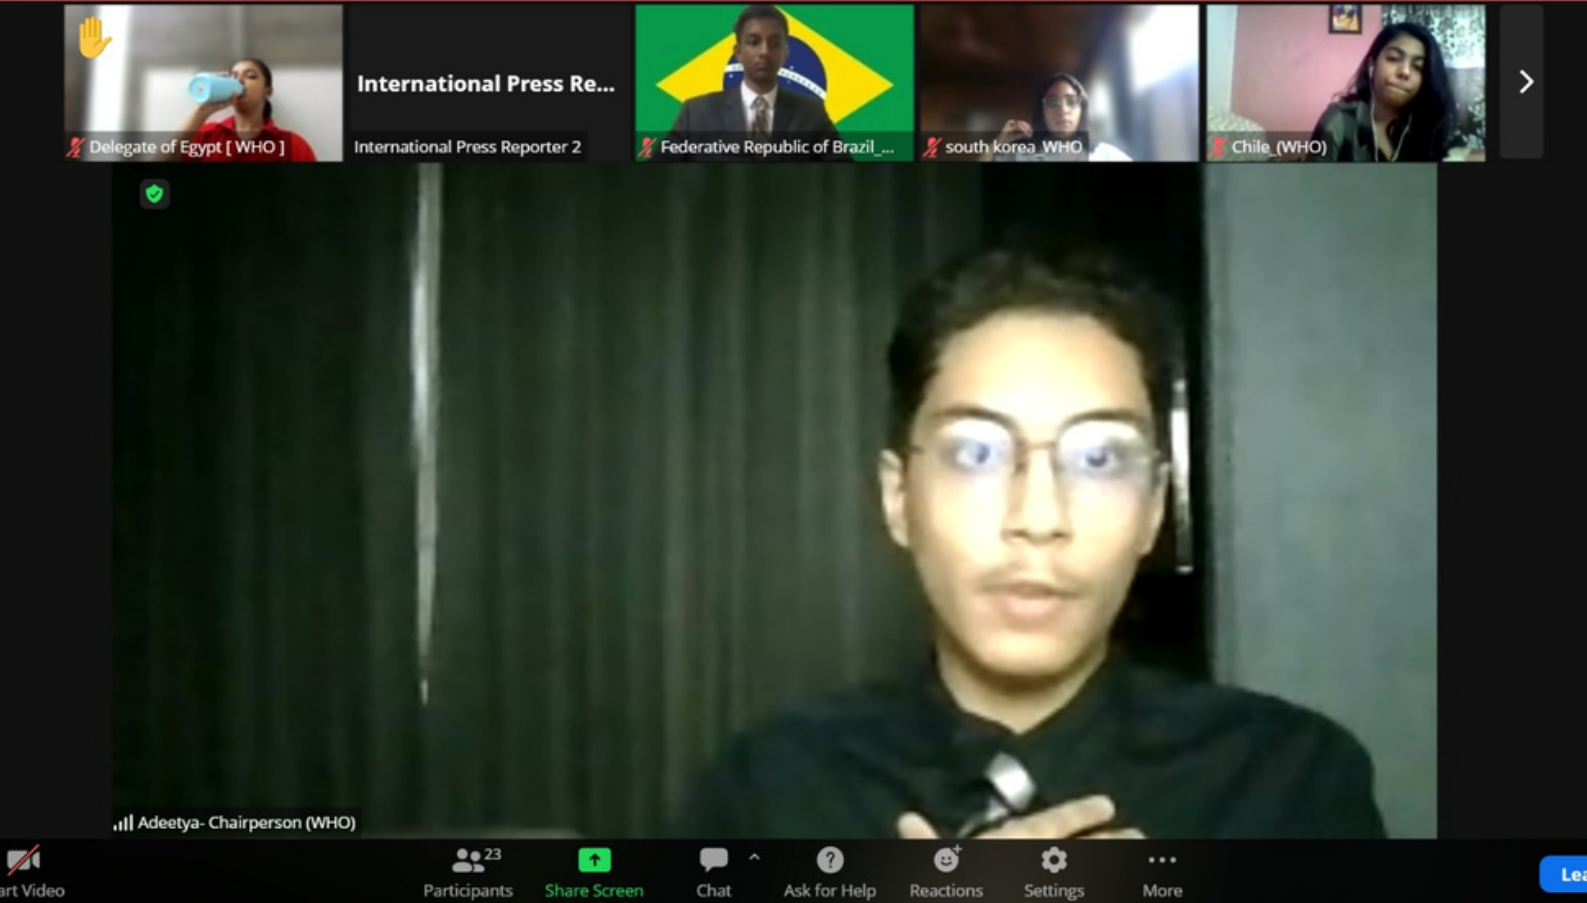 International Press Re...
Delegate of Egypt [ WHO ]
International Press Reporter 2
Federative Republic of Brazil_...
south korea_WHO
Chile_(WHO)
Adeetya- Chairperson (WHO)
23
art Video
Participants
Share Screen
Chat
Ask for Help
Reactions
Settings
More
Lea